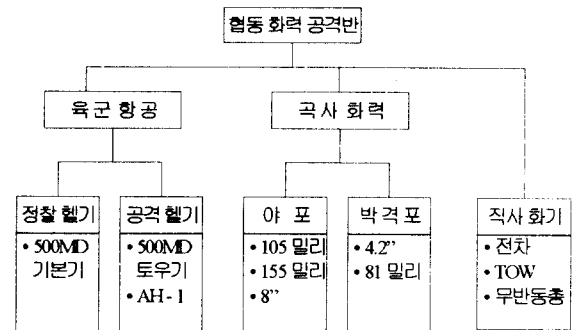 협동 화력 공격반
육군 항공
곡사 화력
정찰 헬기
• 500MD
기본기
공격 헬기
• 500MD
토우기
• AH - 1
야 포
• 105 밀리
• 155 밀리
• 8”
박격포
• 4.2”
• 81 밀리
직사 화기
• 전차
• TOW
• 무반동총